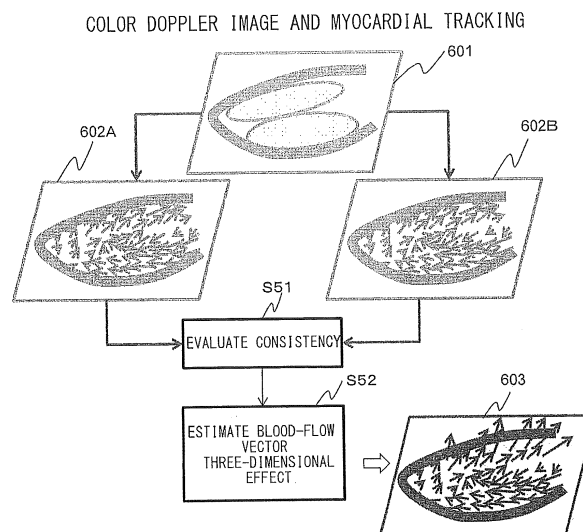 COLOR DOPPLER IMAGE AND MYOCARDIAL TRACKING
601
602A
602B
S51
EVALUATE CONSISTENCY
S52
ESTIMATE BLOOD-FLOW
VECTOR
THREE-DIMENSIONAL
EFFECT
603